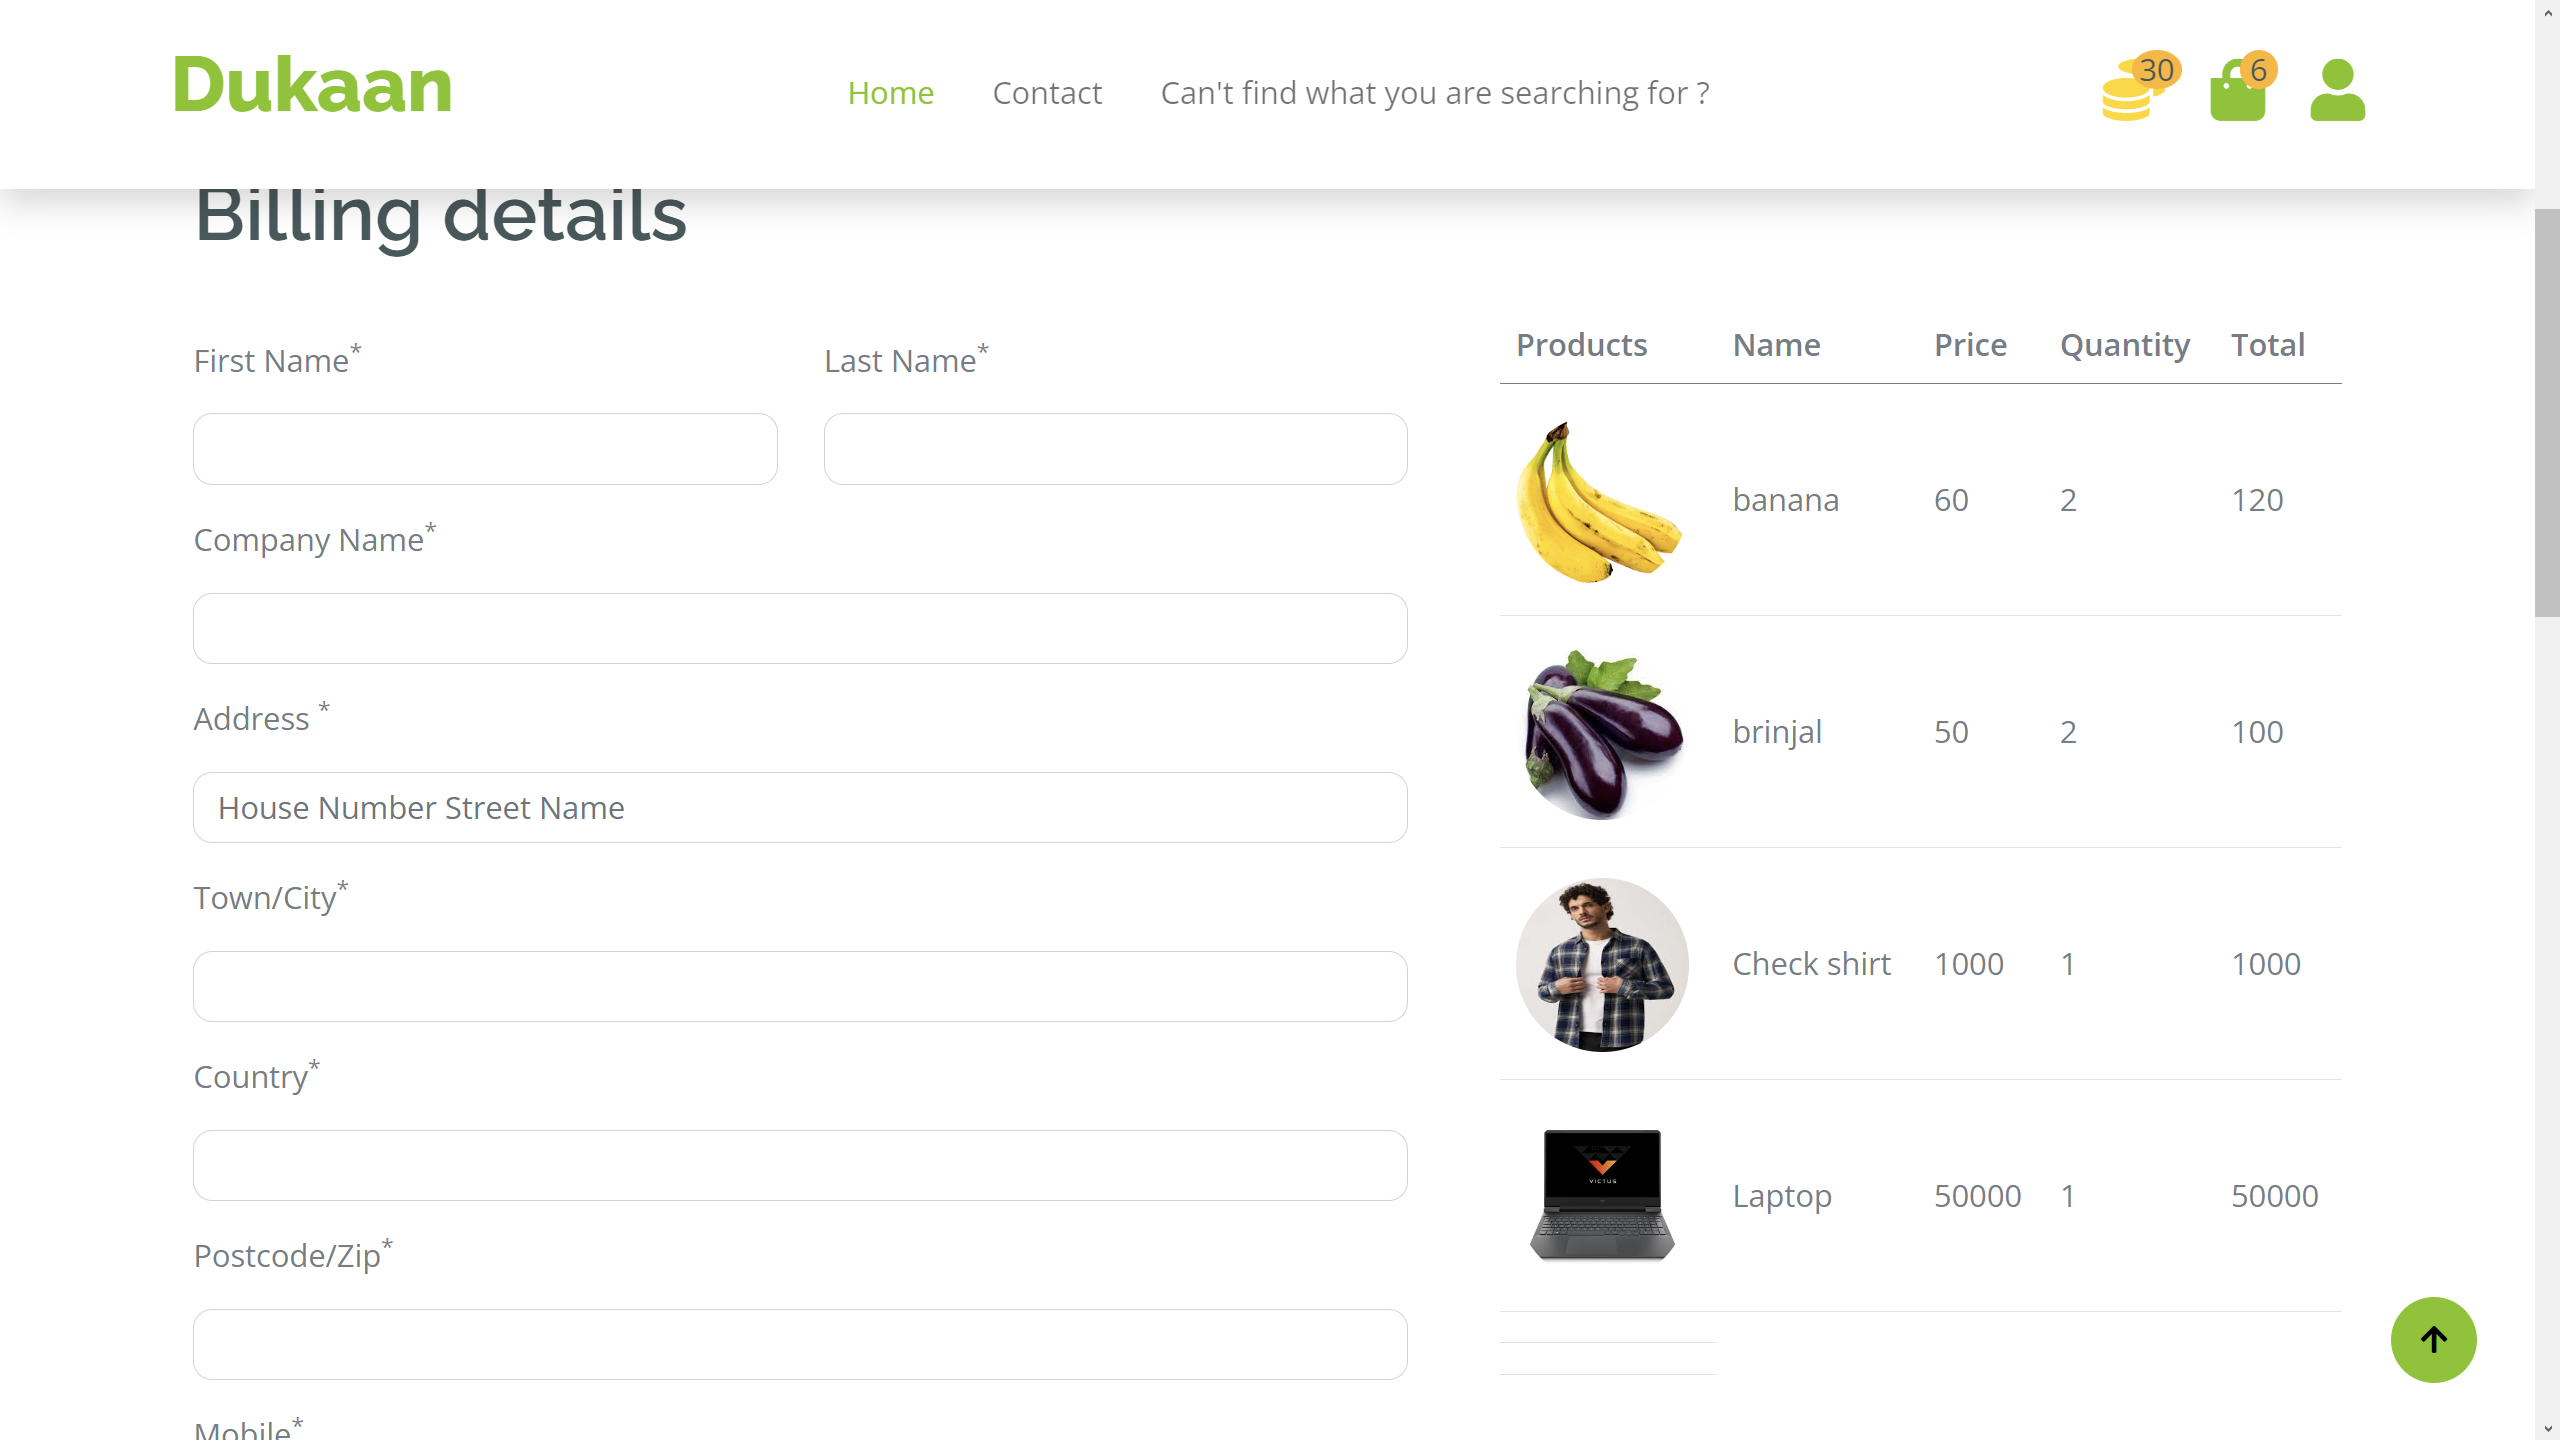 Dukaan
Home Contact Can't find what you are searching for ?
30 6
Billing details
First Name* Last Name*
Company Name*
Address *
House Number Street Name
Town/City*
Country*
Postcode/Zip*
Mobile*
Products Name Price Quantity Total
banana 60 2 120
brinjal 50 2 100
Check shirt 1000 1 1000
VICTUS
Laptop 50000 1 50000